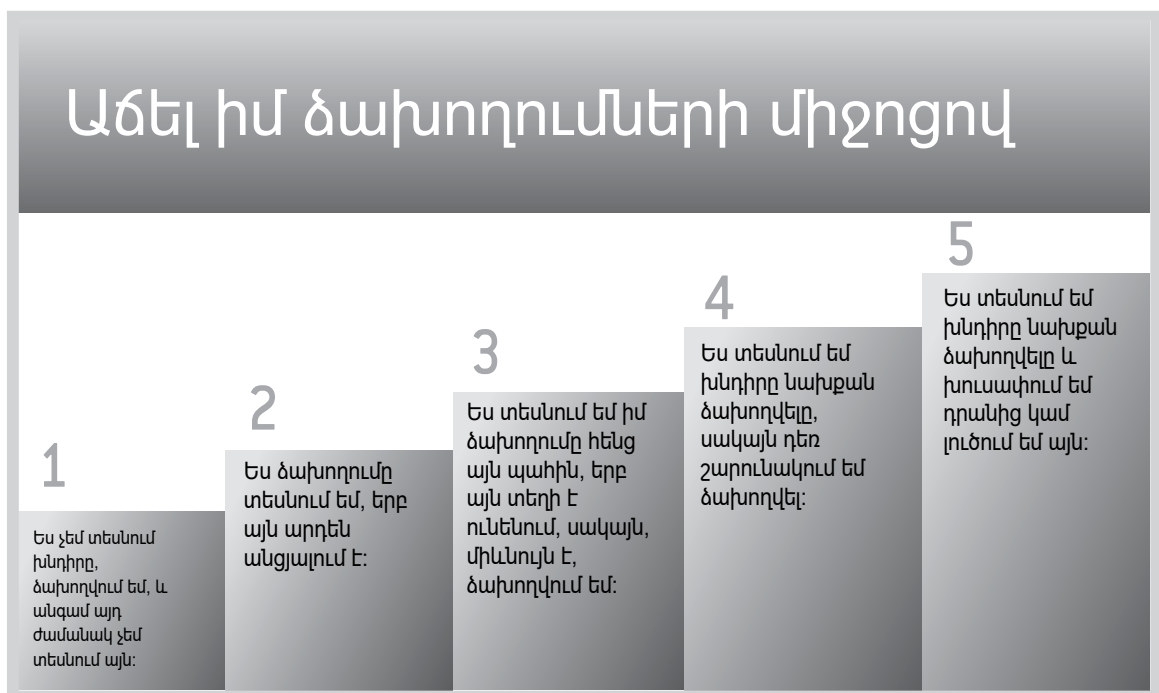 Աճել իմ ձախողումների միջոցով
1
Ես չեմ տեսնում
խնդիրը,
ձախողվում եմ, և
անգամ այդ
ժամանակ չեմ
տեսնում այն:
2
Ես ձախողումը
տեսնում եմ, երբ
այն արդեն
անցյալում է:
3
Ես տեսնում եմ իմ
ձախողումը հենց
այն պահին, երբ
այն տեղի է
ունենում, սակայն,
միևնույն է,
ձախողվում եմ:
4
Ես տեսնում եմ
խնդիրը նախքան
ձախողվելը,
սակայն դեռ
շարունակում եմ
ձախողվել:
5
Ես տեսնում եմ
խնդիրը նախքան
ձախողվելը և
խուսափում եմ
դրանից կամ
լուծում եմ այն: